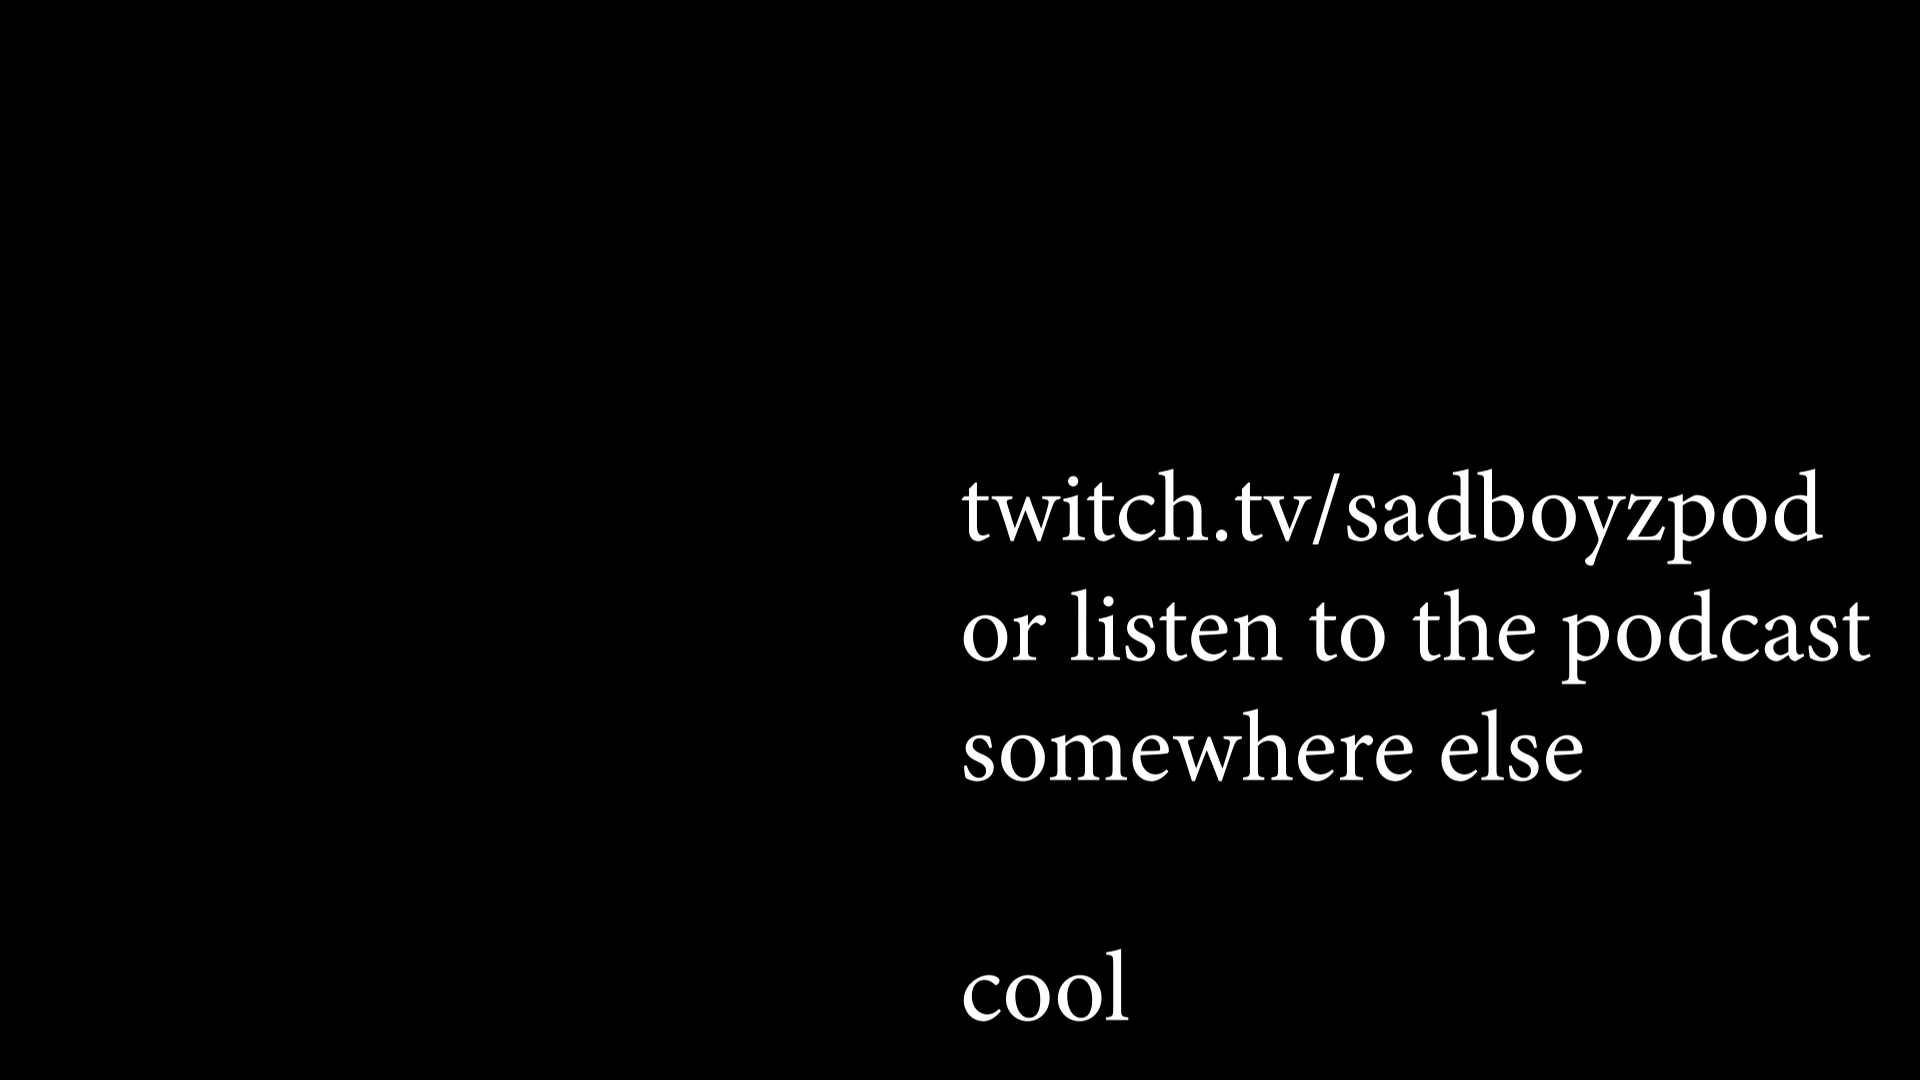 twitch.tv/sadboyzpod
or listen to the podcast
somewhere else
cool